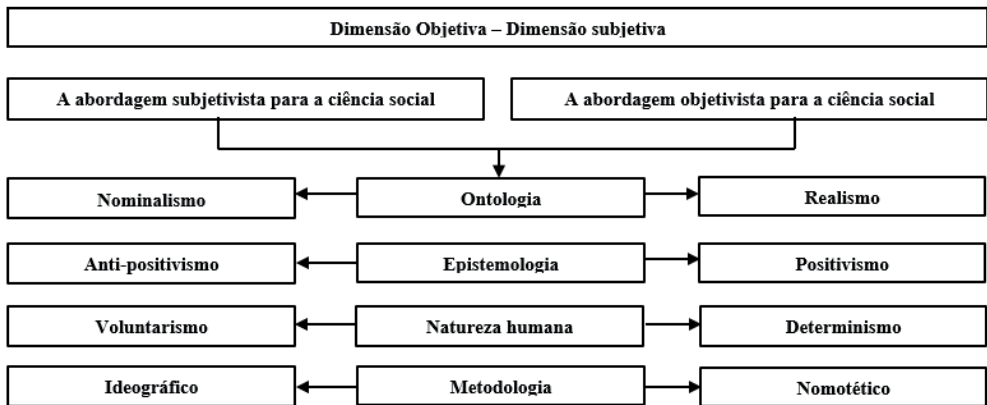 Dimensão Objetiva – Dimensão subjetiva
A abordagem subjetivista para a ciência social
A abordagem objetivista para a ciência social
Nominalismo
Ontologia
Realismo
Anti-positivismo
Epistemologia
Positivismo
Voluntarismo
Natureza humana
Determinismo
Ideográfico
Metodologia
Nomotético